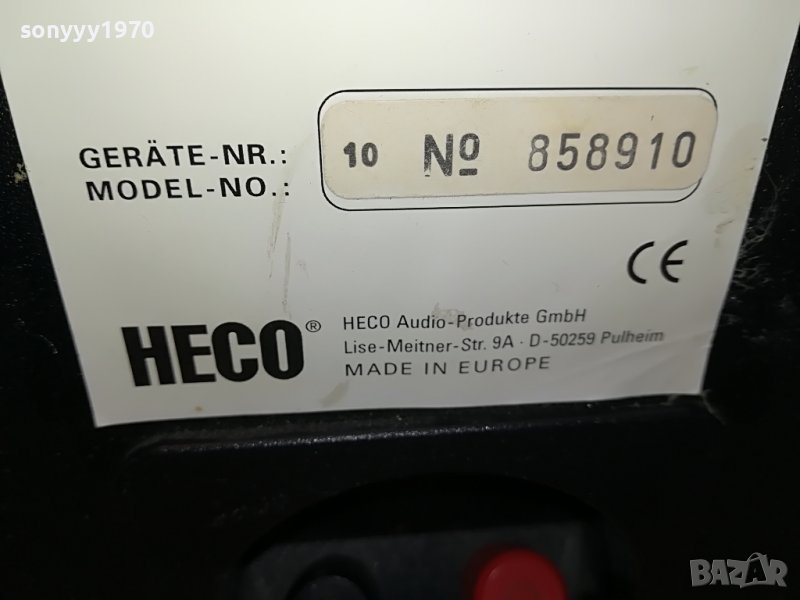 sonyyy1970
GERÄTE-NR.:
MODEL-NO.:
10 Nº 858910
CE
HECO®
HECO Audio-Produkte GmbH
Lise-Meitner-Str. 9A · D-50259 Pulheim
MADE IN EUROPE
BAZAR